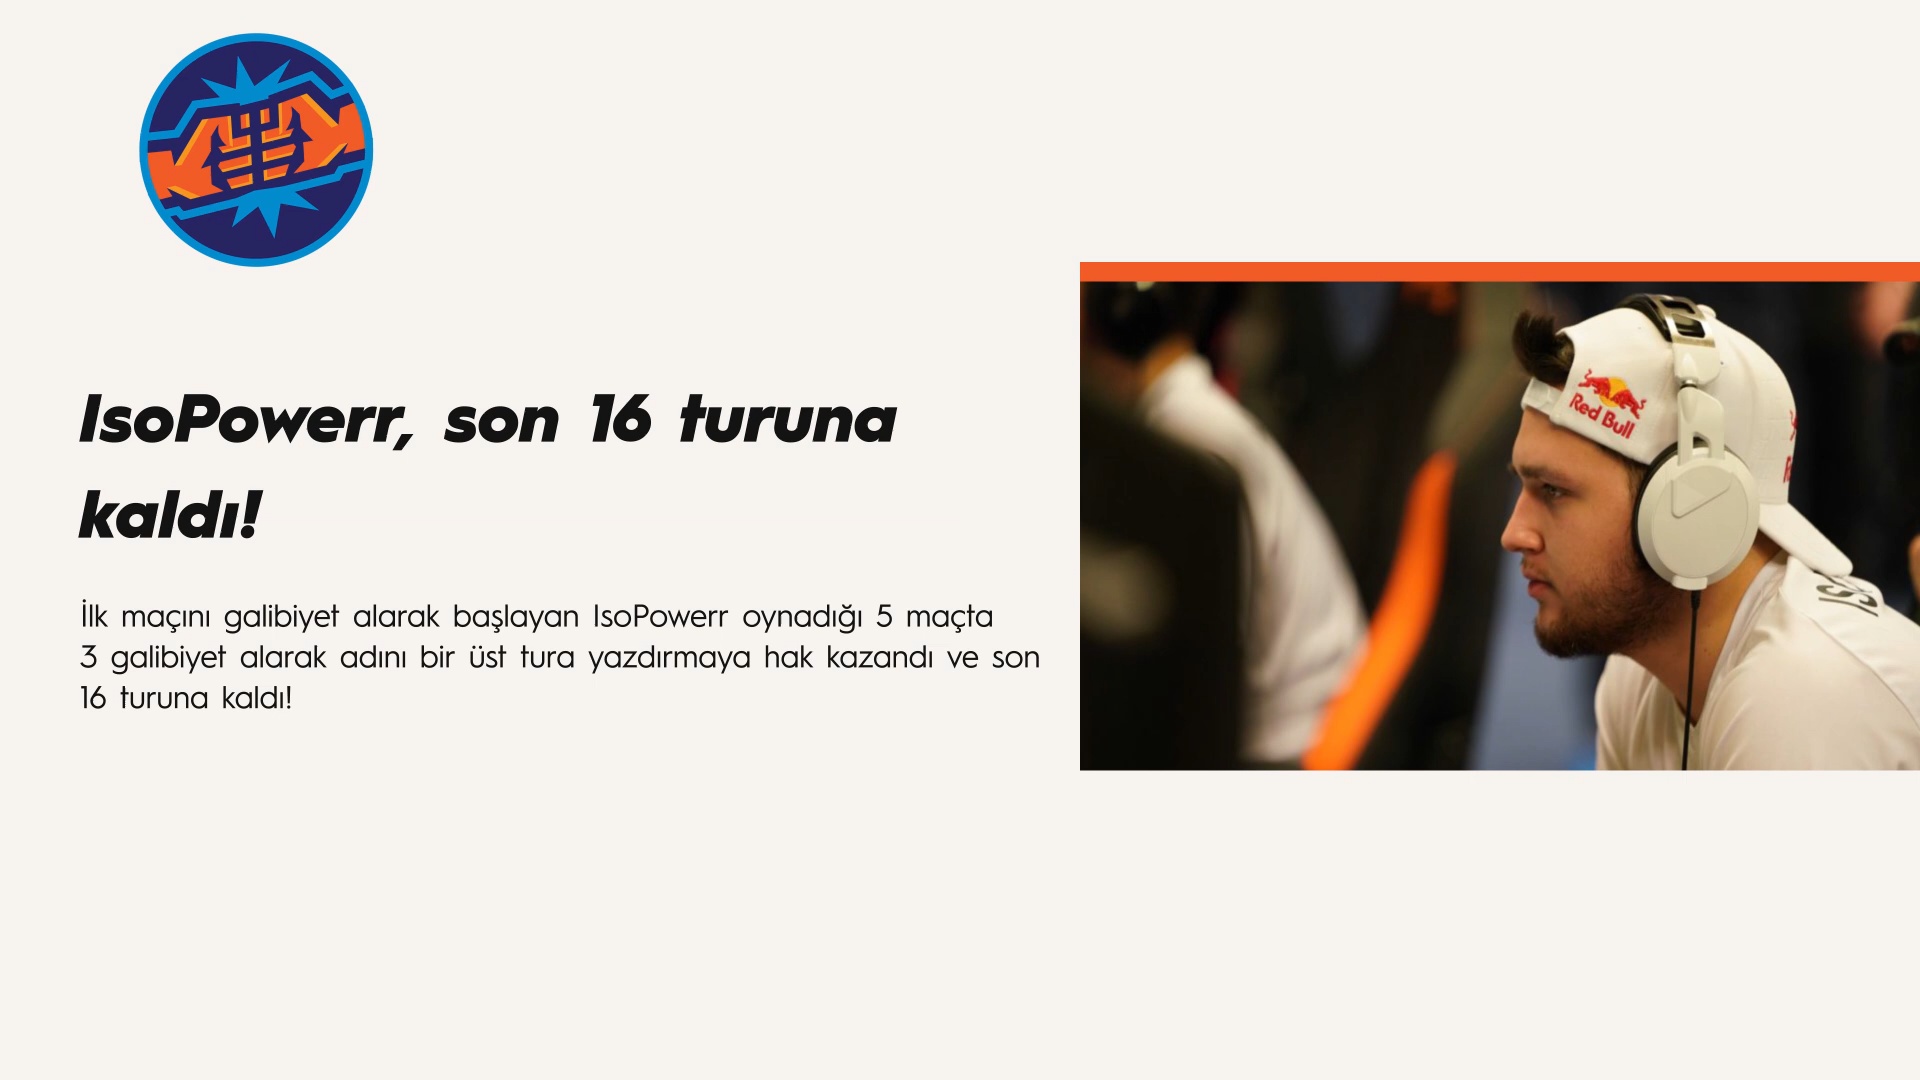 IsoPowerr, son 16 turuna
kaldı!
İlk maçını galibiyet alarak başlayan IsoPowerr oynadığı 5 maçta
3 galibiyet alarak adını bir üst tura yazdırmaya hak kazandı ve son
16 turuna kaldı!
Red Bull